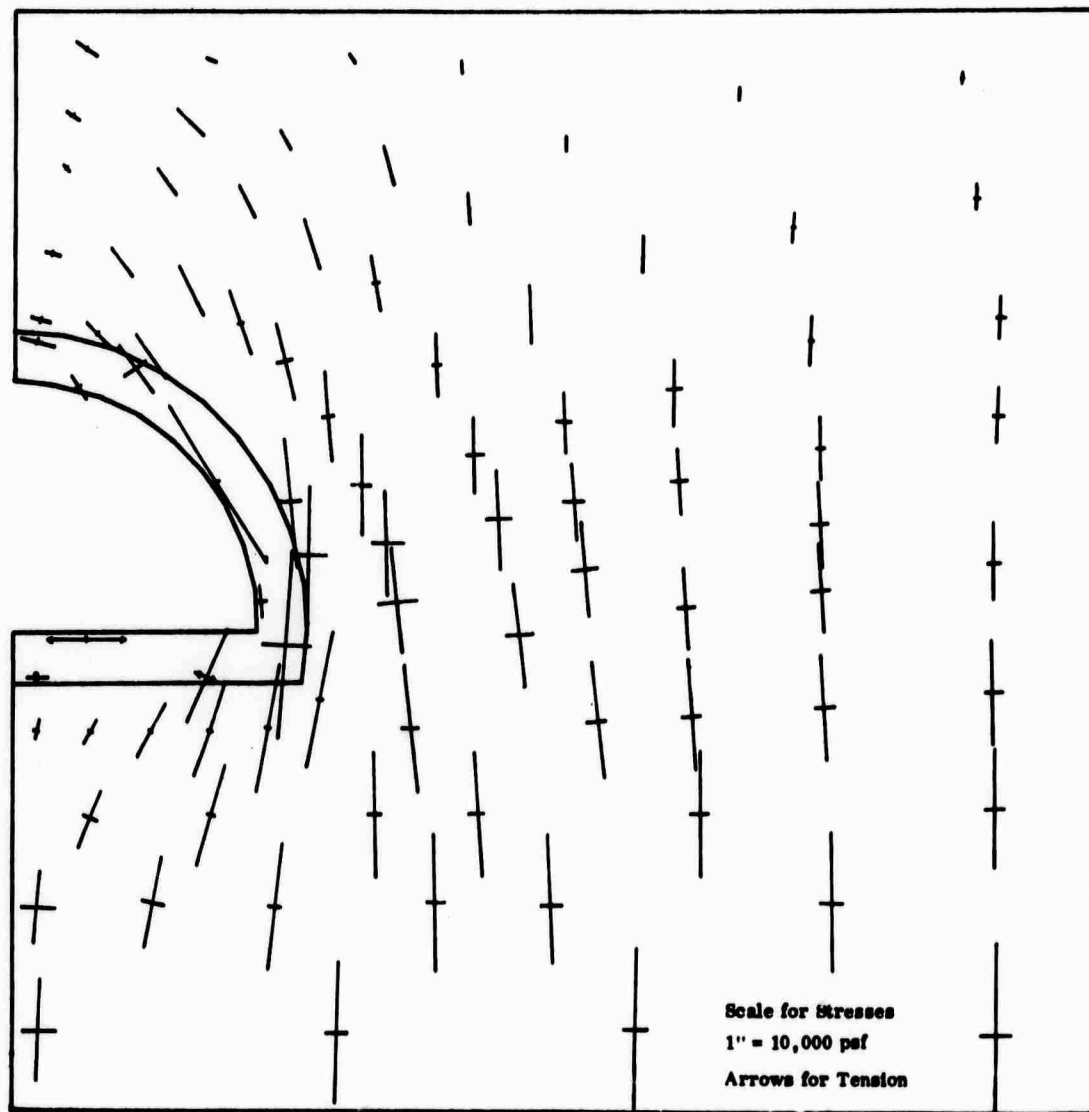 Scale for Stresses
1" = 10,000 psf
Arrows for Tension